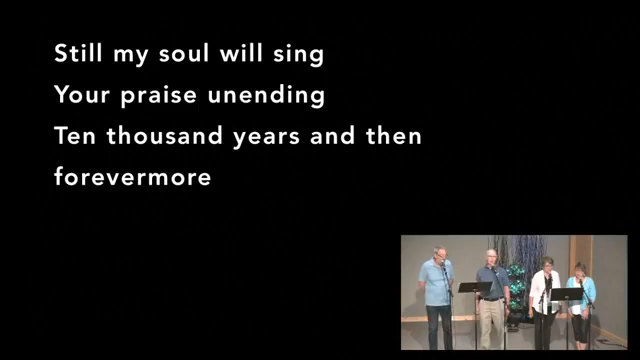 Still my soul will sing
Your praise unending
Ten thousand years and then
forevermore